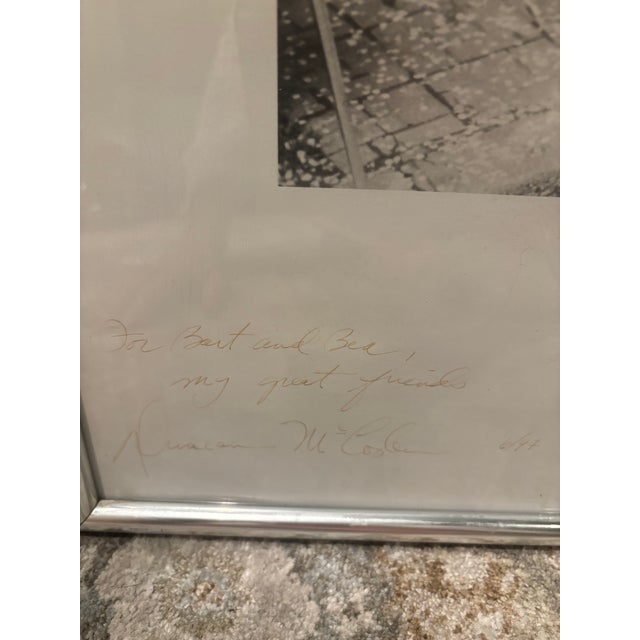 For Bart and Bea,
my great friends
Duncan McCosker